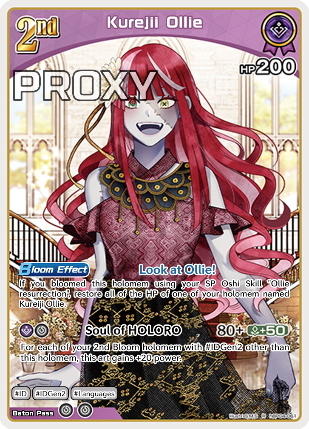 2nd
Kurejii Ollie
HP200
PROXY
Bloom Effect
Look at Ollie!
If you bloomed this holomem using your SP Oshi Skill "Ollie
resurrection", restore all of the HP of one of your holomem named
Kureiji Ollie.
Soul of HOLORO 80+ +50
For each of your 2nd Bloom holomem with #IDGen2 other than
this holomem, this art gains +20 power.
#ID #IDGen2 #Languages
Baton Pass